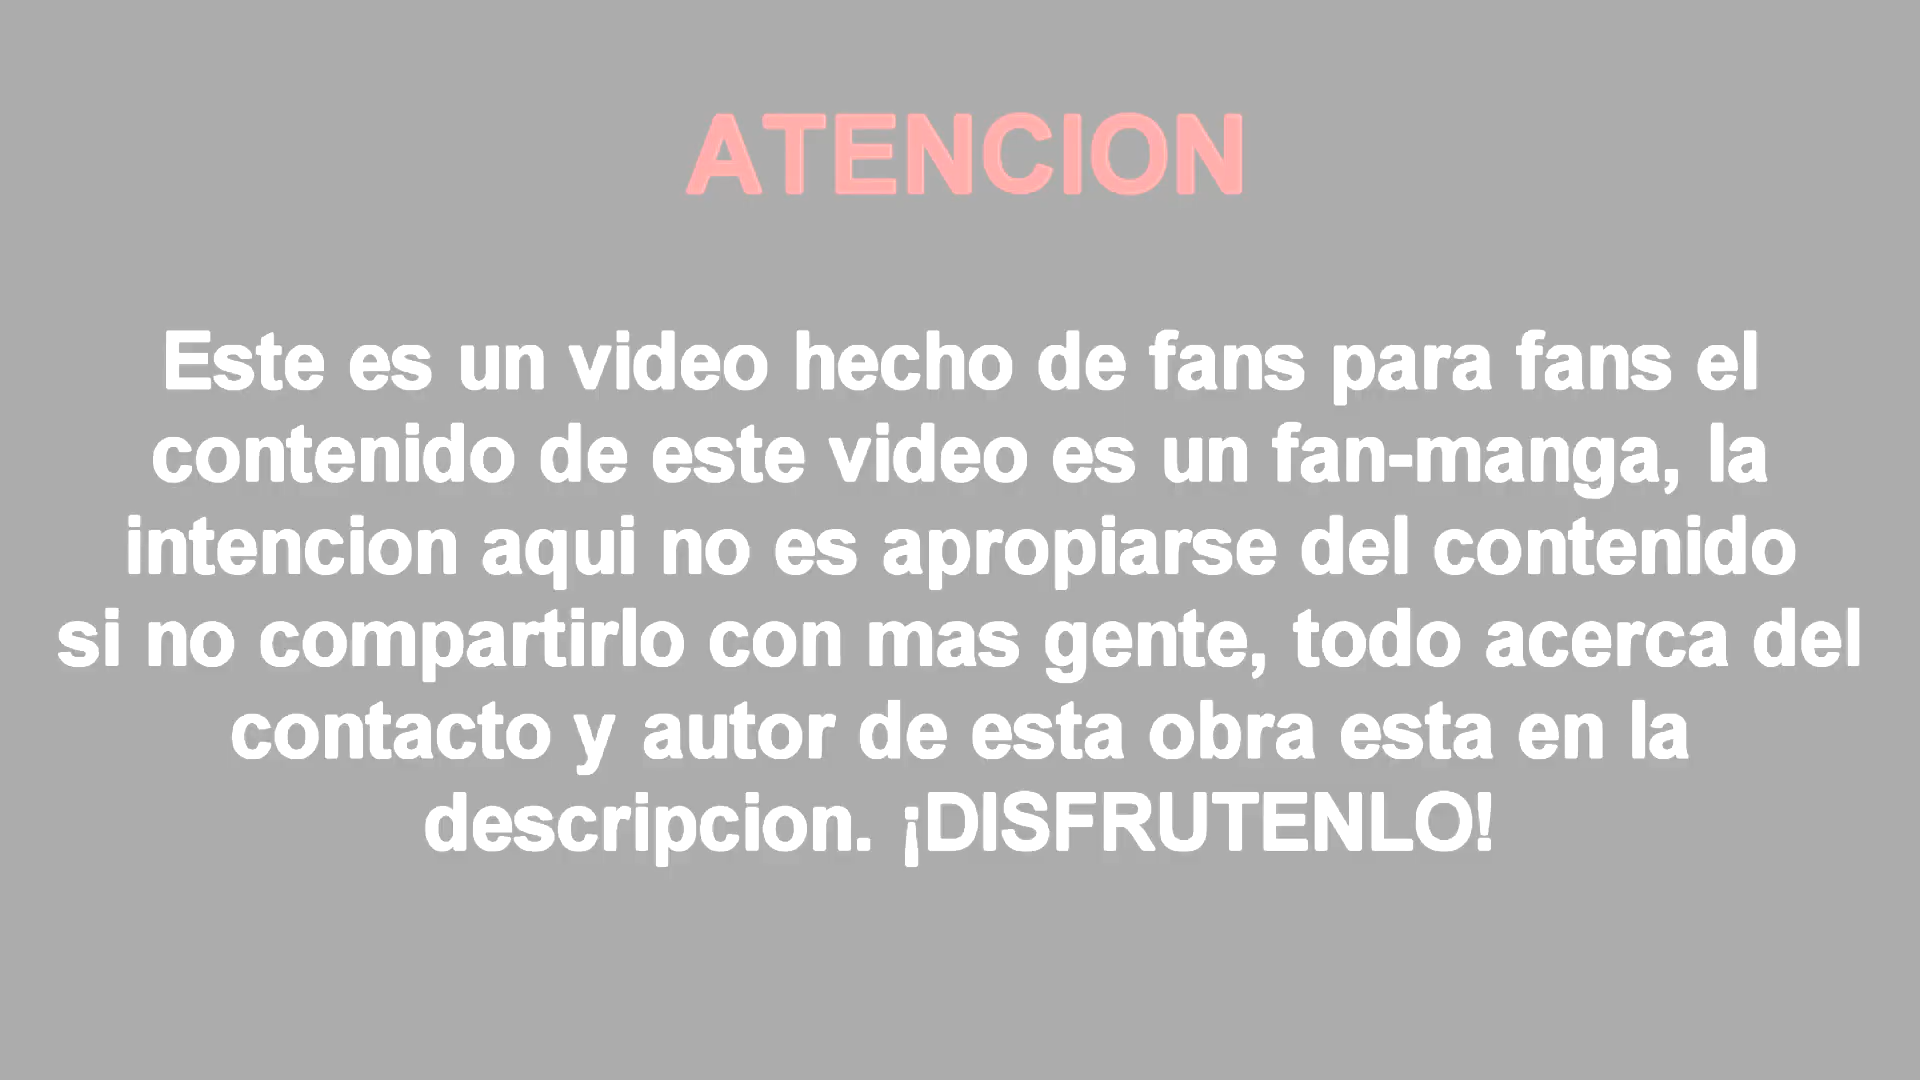 ATENCION
Este es un video hecho de fans para fans el
contenido de este video es un fan-manga, la
intencion aqui no es apropiarse del contenido
si no compartirlo con mas gente, todo acerca del
contacto y autor de esta obra esta en la
descripcion. ¡DISFRUTENLO!